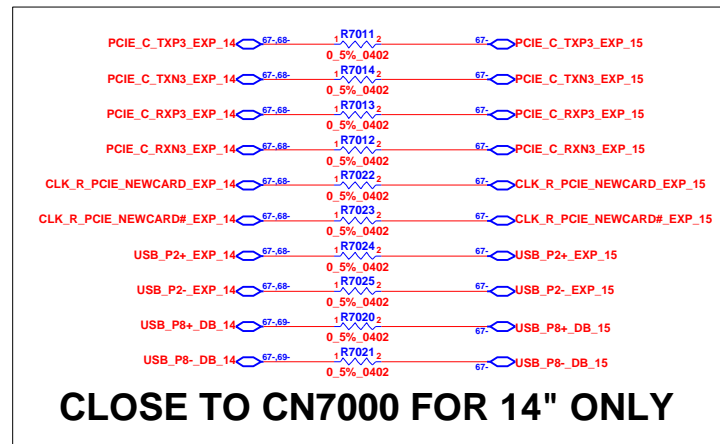 R7011
PCIE_C_TXP3_EXP_14 67-,68- 1 2 67- PCIE_C_TXP3_EXP_15
0_5%_0402
R7014
PCIE_C_TXN3_EXP_14 67-,68- 1 2 67- PCIE_C_TXN3_EXP_15
0_5%_0402
R7013
PCIE_C_RXP3_EXP_14 67-,68- 1 2 67- PCIE_C_RXP3_EXP_15
0_5%_0402
R7012
PCIE_C_RXN3_EXP_14 67-,68- 1 2 67- PCIE_C_RXN3_EXP_15
0_5%_0402
R7022
CLK_R_PCIE_NEWCARD_EXP_14 67-,68- 1 2 67- CLK_R_PCIE_NEWCARD_EXP_15
0_5%_0402
R7023
CLK_R_PCIE_NEWCARD#_EXP_14 67-,68- 1 2 67- CLK_R_PCIE_NEWCARD#_EXP_15
0_5%_0402
R7024
USB_P2+_EXP_14 67-,68- 1 2 67- USB_P2+_EXP_15
0_5%_0402
R7025
USB_P2-_EXP_14 67-,68- 1 2 67- USB_P2-_EXP_15
0_5%_0402
R7020
USB_P8+_DB_14 67-,69- 1 2 67- USB_P8+_DB_15
0_5%_0402
R7021
USB_P8-_DB_14 67-,69- 1 2 67- USB_P8-_DB_15
0_5%_0402
CLOSE TO CN7000 FOR 14" ONLY